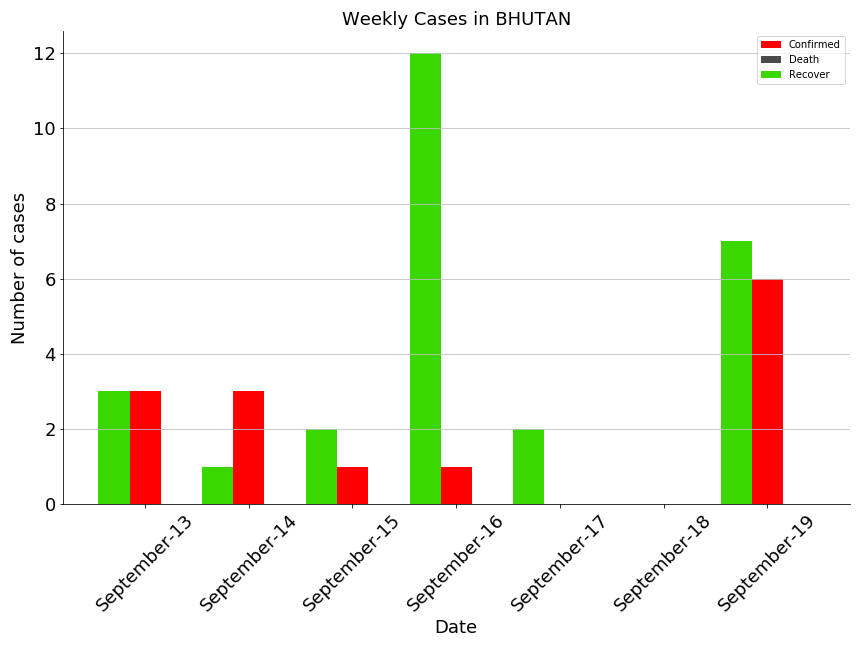 Weekly Cases in BHUTAN
Confirmed
Death
Recover
Number of cases
12
10
8
6
4
2
0
September-13
September-14
September-15
September-16
September-17
September-18
September-19
Date